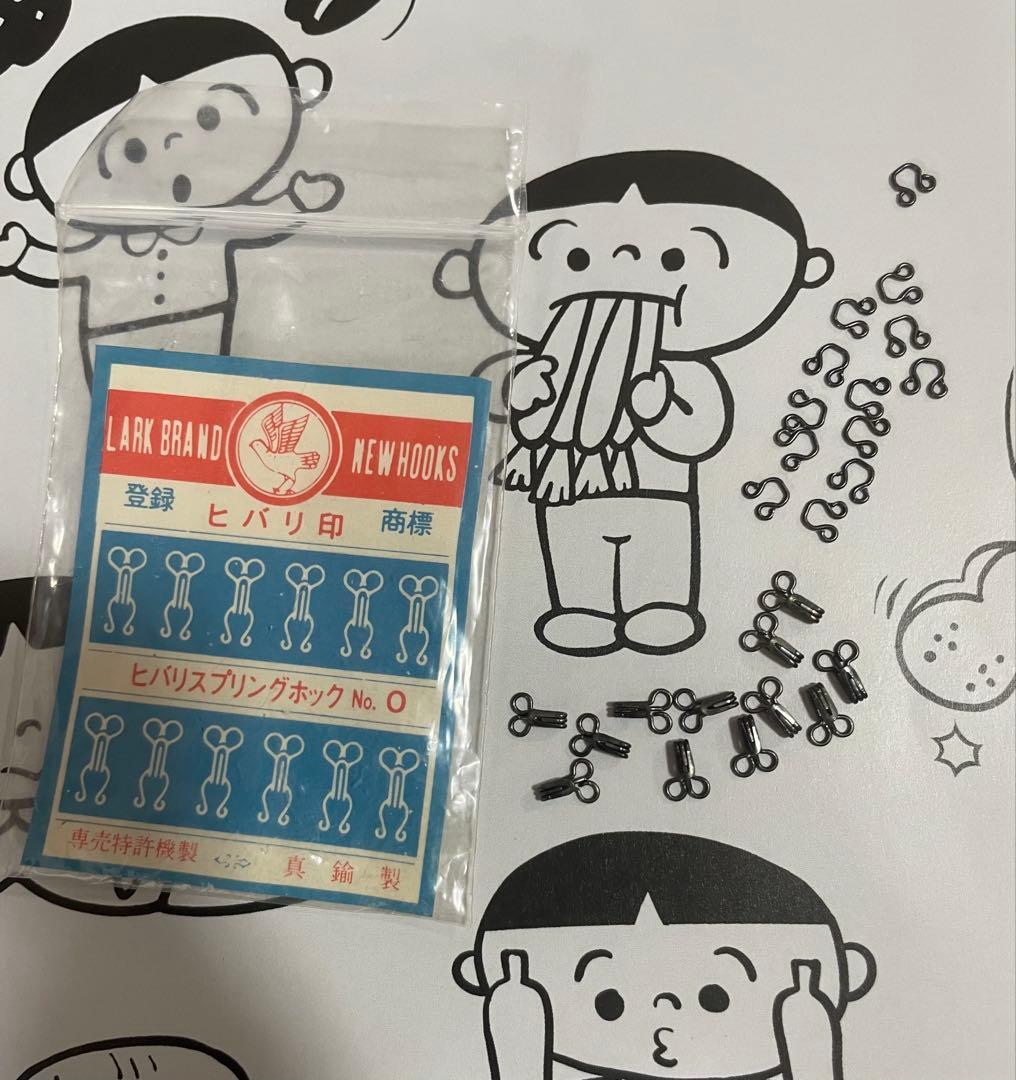 LARK BRAND NEW HOOKS
登録 ヒバリ印 商標
ヒバリスプリングホック No. 0
専売特許機製 真鍮製